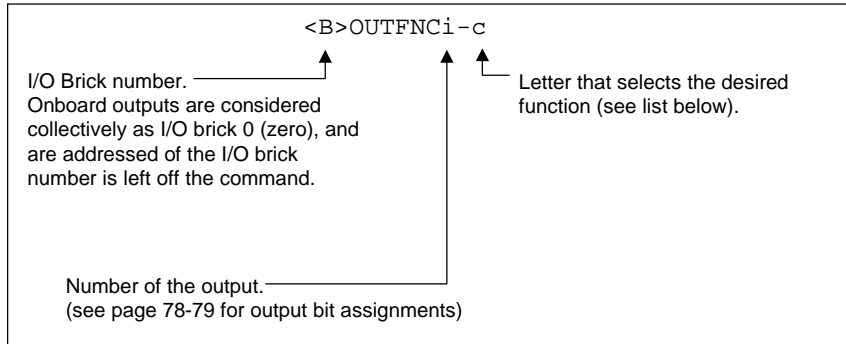 <B>OUTFNCi-c
I/O Brick number.
Onboard outputs are considered
collectively as I/O brick 0 (zero), and
are addressed of the I/O brick
number is left off the command.
Letter that selects the desired
function (see list below).
Number of the output.
(see page 78-79 for output bit assignments)